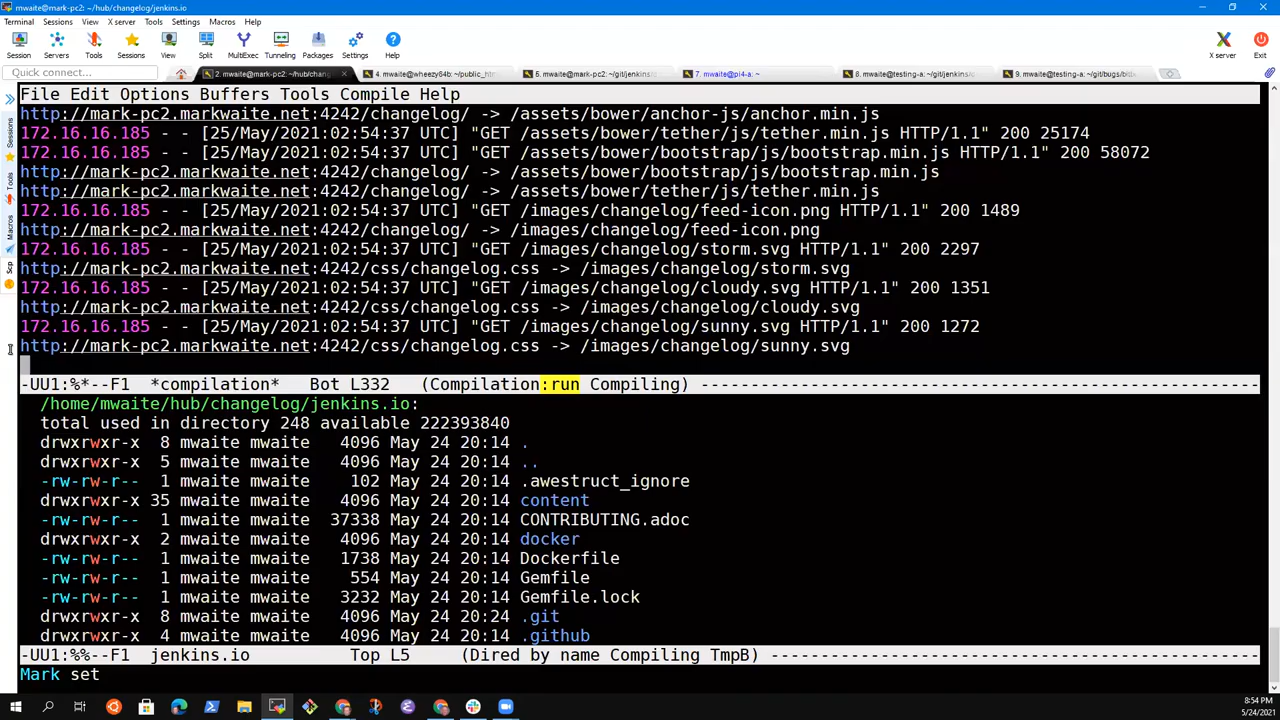 mwaite@mark-pc2: ~/hub/changelog/jenkins.io
Terminal Sessions View X server Tools Settings Macros Help
Session Servers Tools Sessions View Split MultiExec Tunneling Packages Settings Help X server Exit
Quick connect... 2. mwaite@mark-pc2: ~/hub/chang 4. mwaite@wheezy64b: ~/public_ht 5. mwaite@mark-pc2: ~/git/jenkins/ 7. mwaite@pi4-a: ~ 8. mwaite@testing-a: ~/git/jenkins/ 9. mwaite@testing-a: ~/git/bugs/
Sessions
Tools
Macros
Scp
File Edit Options Buffers Tools Compile Help
http://mark-pc2.markwaite.net:4242/changelog/ -> /assets/bower/anchor-js/anchor.min.js
172.16.16.185 - - [25/May/2021:02:54:37 UTC] "GET /assets/bower/tether/js/tether.min.js HTTP/1.1" 200 25174
172.16.16.185 - - [25/May/2021:02:54:37 UTC] "GET /assets/bower/bootstrap/js/bootstrap.min.js HTTP/1.1" 200 58072
http://mark-pc2.markwaite.net:4242/changelog/ -> /assets/bower/bootstrap/js/bootstrap.min.js
http://mark-pc2.markwaite.net:4242/changelog/ -> /assets/bower/tether/js/tether.min.js
172.16.16.185 - - [25/May/2021:02:54:37 UTC] "GET /images/changelog/feed-icon.png HTTP/1.1" 200 1489
http://mark-pc2.markwaite.net:4242/changelog/ -> /images/changelog/feed-icon.png
172.16.16.185 - - [25/May/2021:02:54:37 UTC] "GET /images/changelog/storm.svg HTTP/1.1" 200 2297
http://mark-pc2.markwaite.net:4242/css/changelog.css -> /images/changelog/storm.svg
172.16.16.185 - - [25/May/2021:02:54:37 UTC] "GET /images/changelog/cloudy.svg HTTP/1.1" 200 1351
http://mark-pc2.markwaite.net:4242/css/changelog.css -> /images/changelog/cloudy.svg
172.16.16.185 - - [25/May/2021:02:54:37 UTC] "GET /images/changelog/sunny.svg HTTP/1.1" 200 1272
http://mark-pc2.markwaite.net:4242/css/changelog.css -> /images/changelog/sunny.svg
-UU1:%*--F1 *compilation* Bot L332 (Compilation:run Compiling) --------------------------------------------------------
/home/mwaite/hub/changelog/jenkins.io:
total used in directory 248 available 222393840
drwxrwxr-x 8 mwaite mwaite 4096 May 24 20:14 .
drwxrwxr-x 5 mwaite mwaite 4096 May 24 20:14 ..
-rw-rw-r-- 1 mwaite mwaite 102 May 24 20:14 .awestruct_ignore
drwxrwxr-x 35 mwaite mwaite 4096 May 24 20:14 content
-rw-rw-r-- 1 mwaite mwaite 37338 May 24 20:14 CONTRIBUTING.adoc
drwxrwxr-x 2 mwaite mwaite 4096 May 24 20:14 docker
-rw-rw-r-- 1 mwaite mwaite 1738 May 24 20:14 Dockerfile
-rw-rw-r-- 1 mwaite mwaite 554 May 24 20:14 Gemfile
-rw-rw-r-- 1 mwaite mwaite 3232 May 24 20:14 Gemfile.lock
drwxrwxr-x 8 mwaite mwaite 4096 May 24 20:24 .git
drwxrwxr-x 4 mwaite mwaite 4096 May 24 20:14 .github
-UU1:%%--F1 jenkins.io Top L5 (Dired by name Compiling TmpB) --------------------------------------------------
Mark set
8:54 PM
5/24/2021